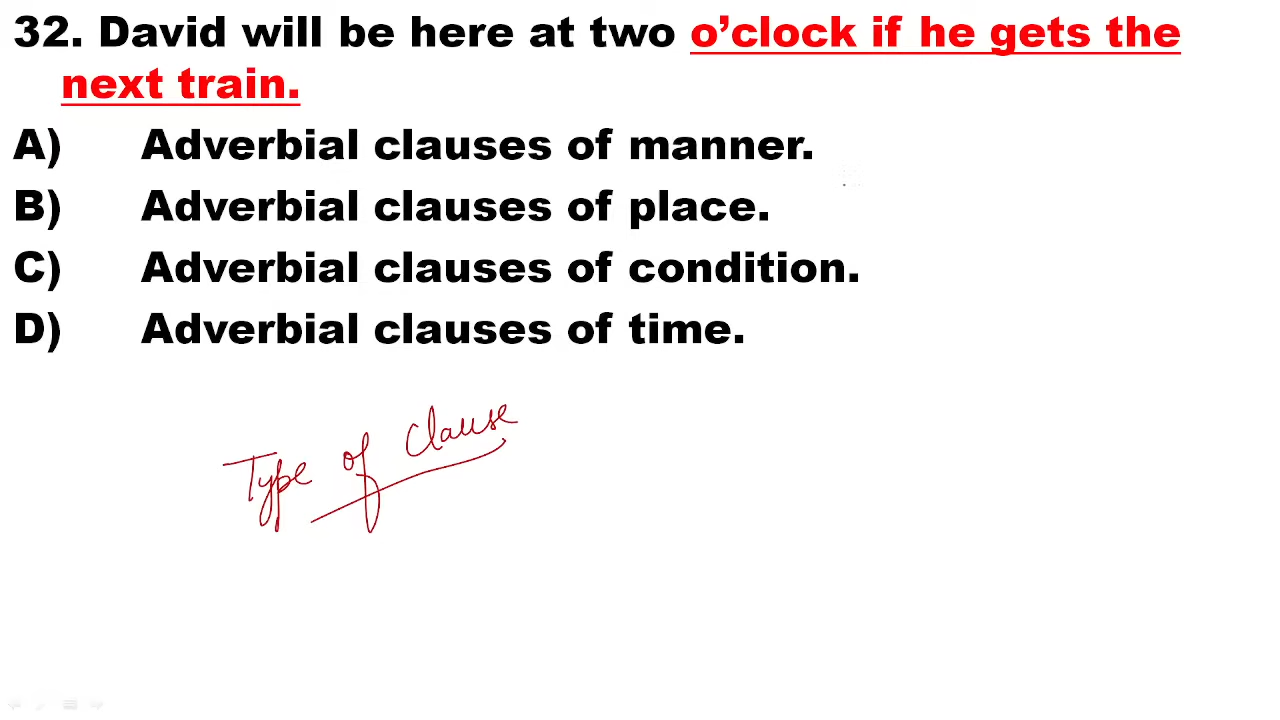 32. David will be here at two o’clock if he gets the
next train.
A) Adverbial clauses of manner.
B) Adverbial clauses of place.
C) Adverbial clauses of condition.
D) Adverbial clauses of time.
Type of Clause